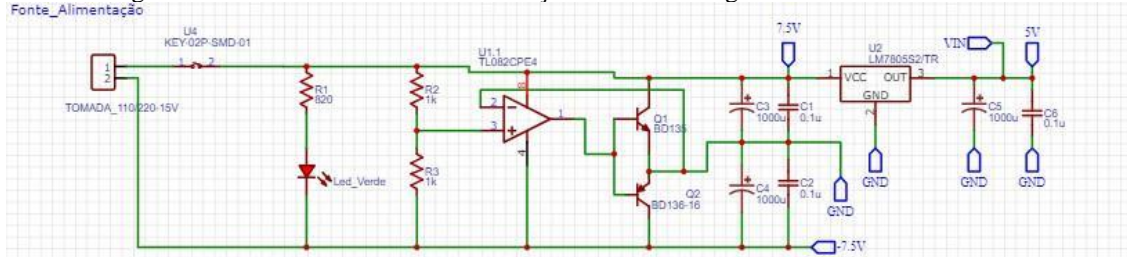 Fonte_Alimentação
U4
KEY-02P-SMD-01
1 2
1
2
TOMADA_110/220-15V
R1
820
Led_Verde
R2
1k
R3
1k
U1.1
TL082CPE4
8
2
3
1
4
Q1
BD135
Q2
BD136-16
C3
1000u
C1
0.1u
C4
1000u
C2
0.1u
7.5V
GND
-7.5V
U2
LM7805S2/TR
1 VCC OUT 3
GND
2
GND
VIN
5V
C5
1000u
C6
0.1u
GND
GND